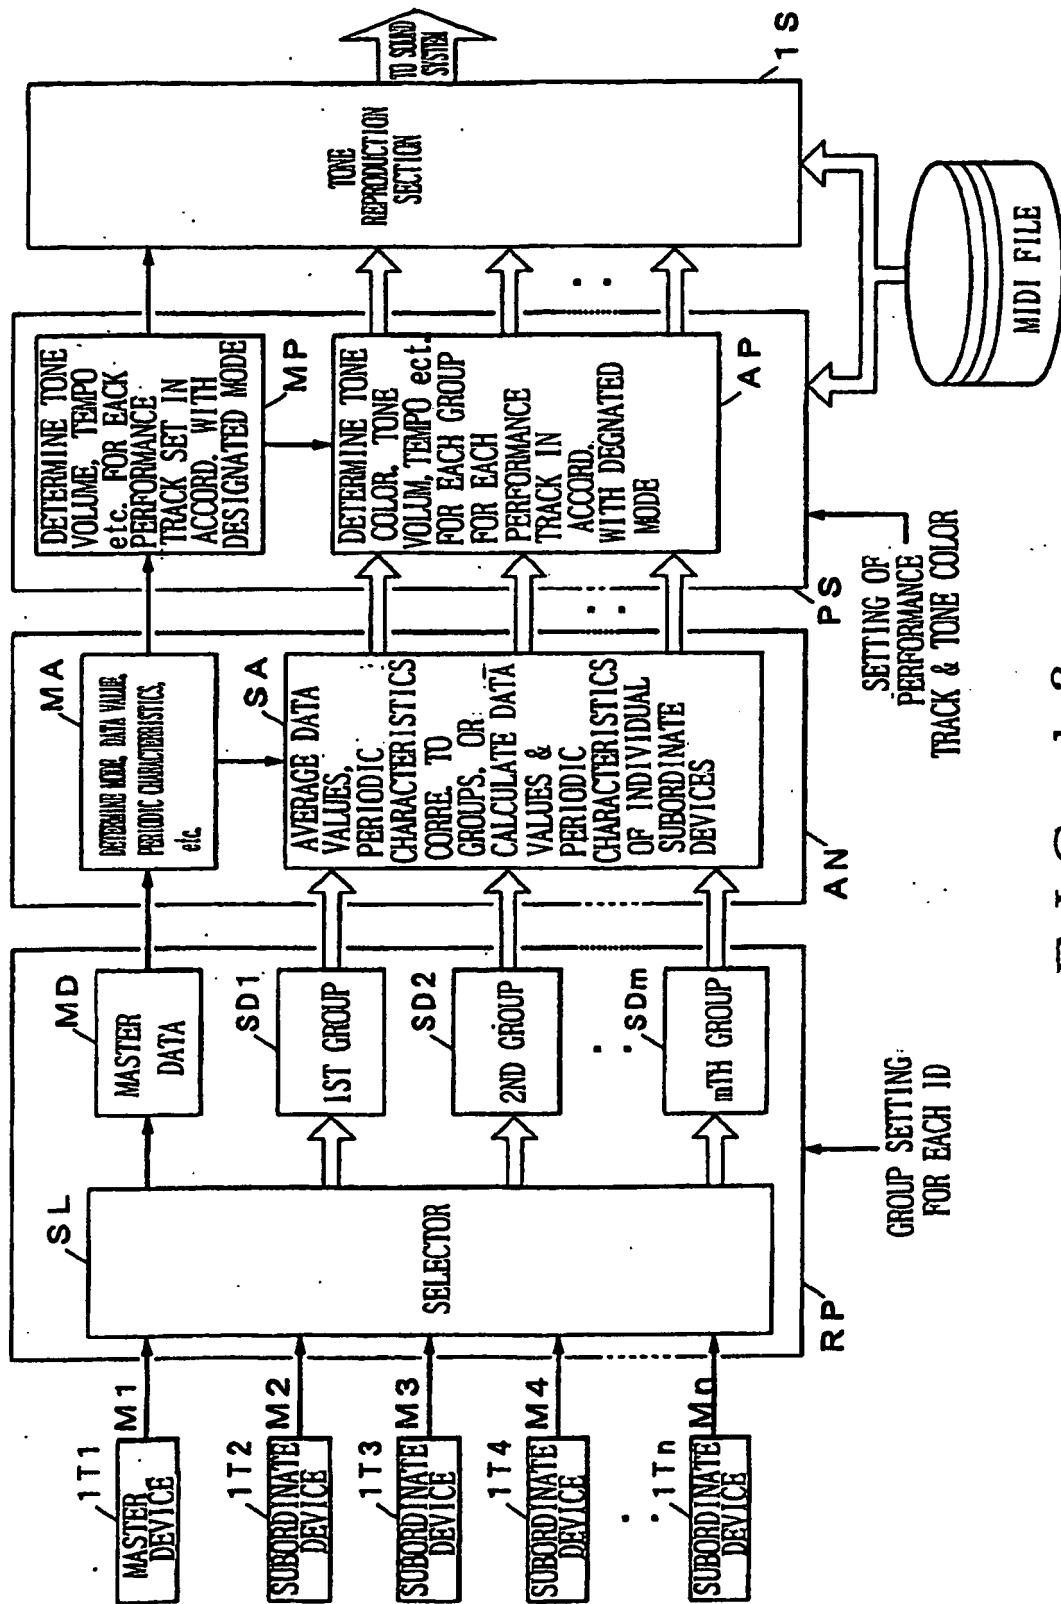 1T1
MASTER
DEVICE
M1
1T2
SUBORDINATE
DEVICE
M2
1T3
SUBORDINATE
DEVICE
M3
1T4
SUBORDINATE
DEVICE
M4
1Tn
SUBORDINATE
DEVICE
Mn
SL
SELECTOR
RP
MD
MASTER
DATA
SD1
1ST GROUP
SD2
2ND GROUP
SDm
mTH GROUP
GROUP SETTING
FOR EACH ID
MA
DETERMINE MODE, DATA VALUE,
PERIODIC CHARACTERISTICS,
etc.
SA
AVERAGE DATA
VALUES,
PERIODIC
CHARACTERISTICS
CORRE. TO
GROUPS, OR
CALCULATE DATA
VALUES &
PERIODIC
CHARACTERISTICS
OF INDIVIDUAL
SUBORDINATE
DEVICES
AN
DETERMINE TONE
VOLUME, TEMPO
etc. FOR EACK
PERFORMANCE
TRACK SET IN
ACCORD. WITH
DESIGNATED MODE
MP
DETERMINE TONE
COLOR. TONE
VOLUM, TEMPO ect.
FOR EACH GROUP
FOR EACH
PERFORMANCE
TRACK IN
ACCORD.
WITH DEGNATED
MODE
AP
PS
SETTING OF
PERFORMANCE
TRACK & TONE COLOR
TONE
REPRODUCTION
SECTION
1S
TO SOUND
SYSTEM
MIDI FILE